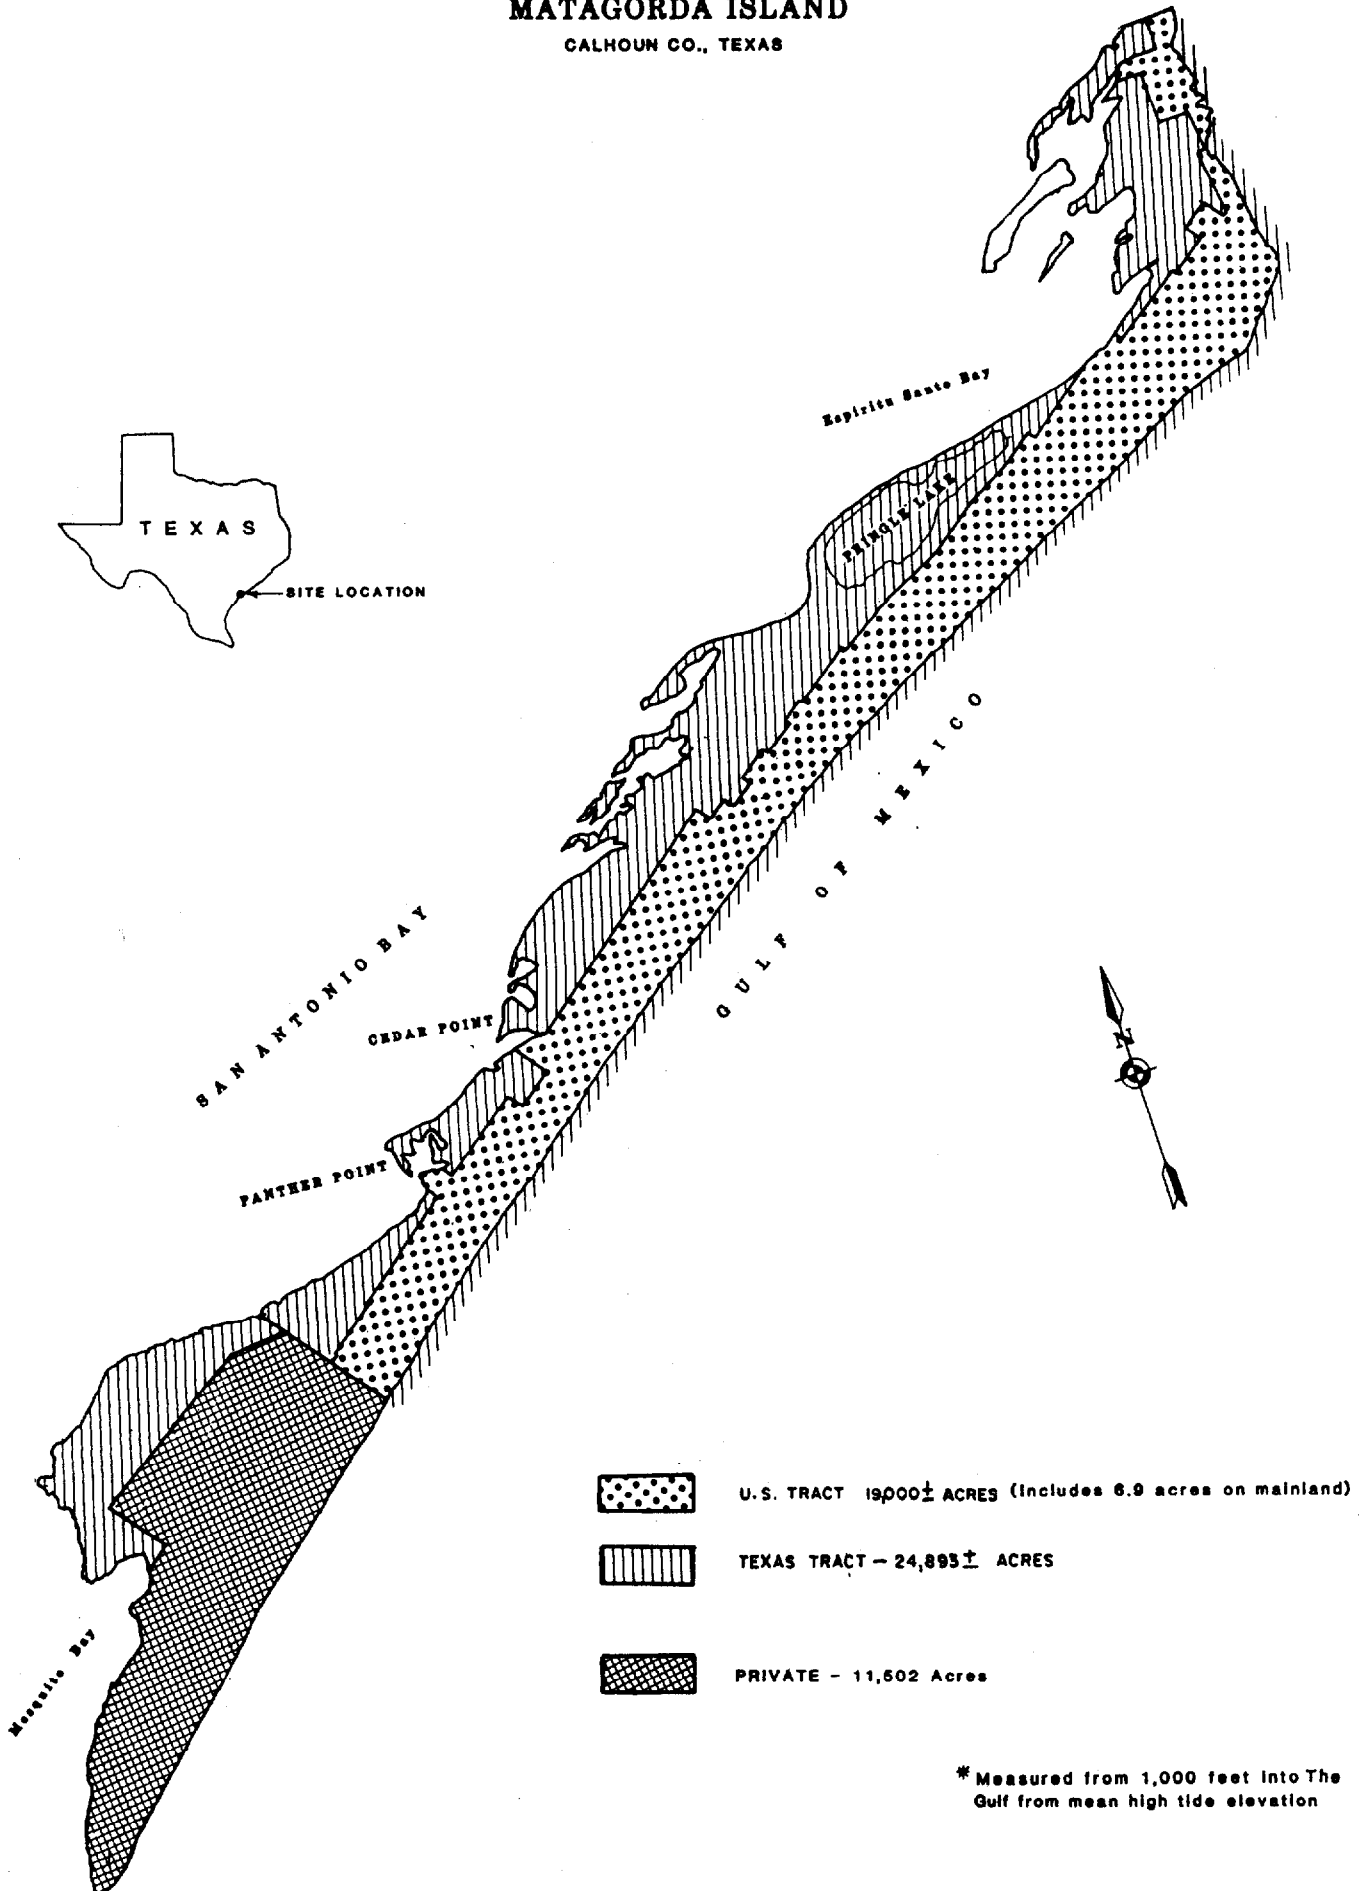 MATAGORDA ISLAND
CALHOUN CO., TEXAS
Espiritu Santo Bay
PRINGLE LAKE
TEXAS
SITE LOCATION
GULF OF MEXICO
SAN ANTONIO BAY
CEDAR POINT
N
PANTHER POINT
U.S. TRACT 19,000± ACRES (Includes 6.9 acres on mainland)
TEXAS TRACT – 24,893± ACRES
PRIVATE – 11,502 Acres
Mesquite Bay
* Measured from 1,000 feet into The
Gulf from mean high tide elevation